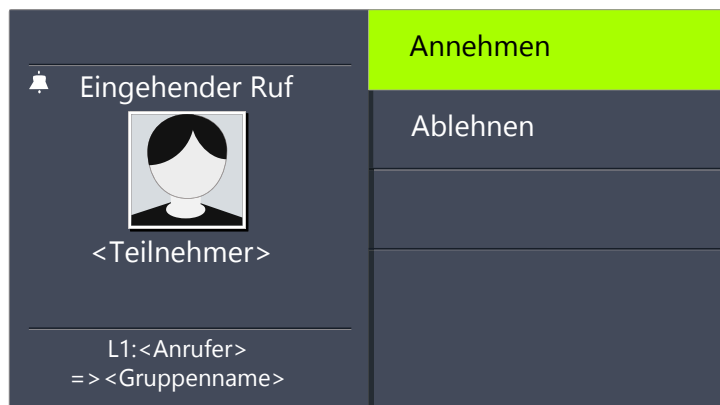 Eingehender Ruf
<Teilnehmer>
L1:<Anrufer>
=><Gruppenname>
Annehmen
Ablehnen